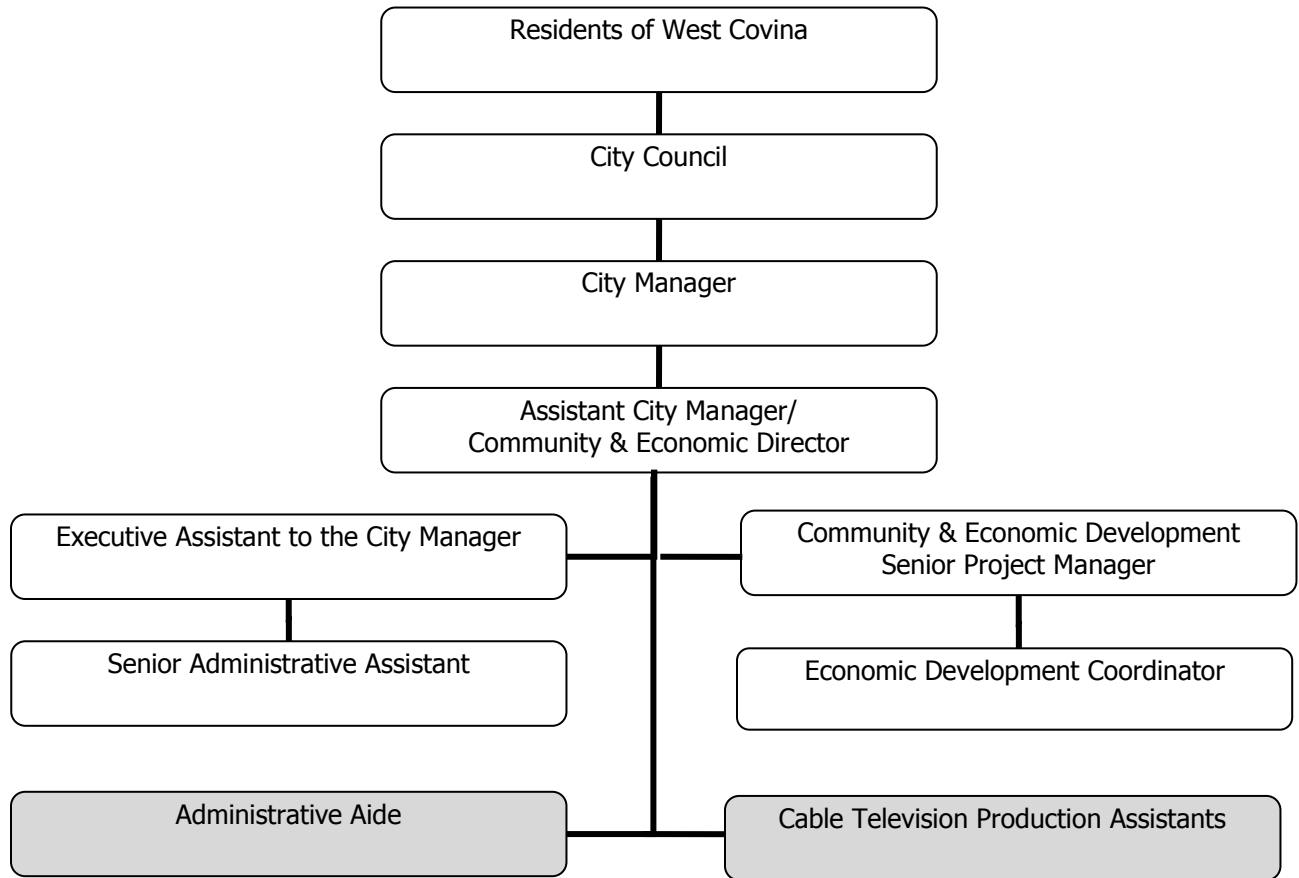 Residents of West Covina
City Council
City Manager
Assistant City Manager/
Community & Economic Director
Executive Assistant to the City Manager
Community & Economic Development
Senior Project Manager
Senior Administrative Assistant
Economic Development Coordinator
Administrative Aide
Cable Television Production Assistants